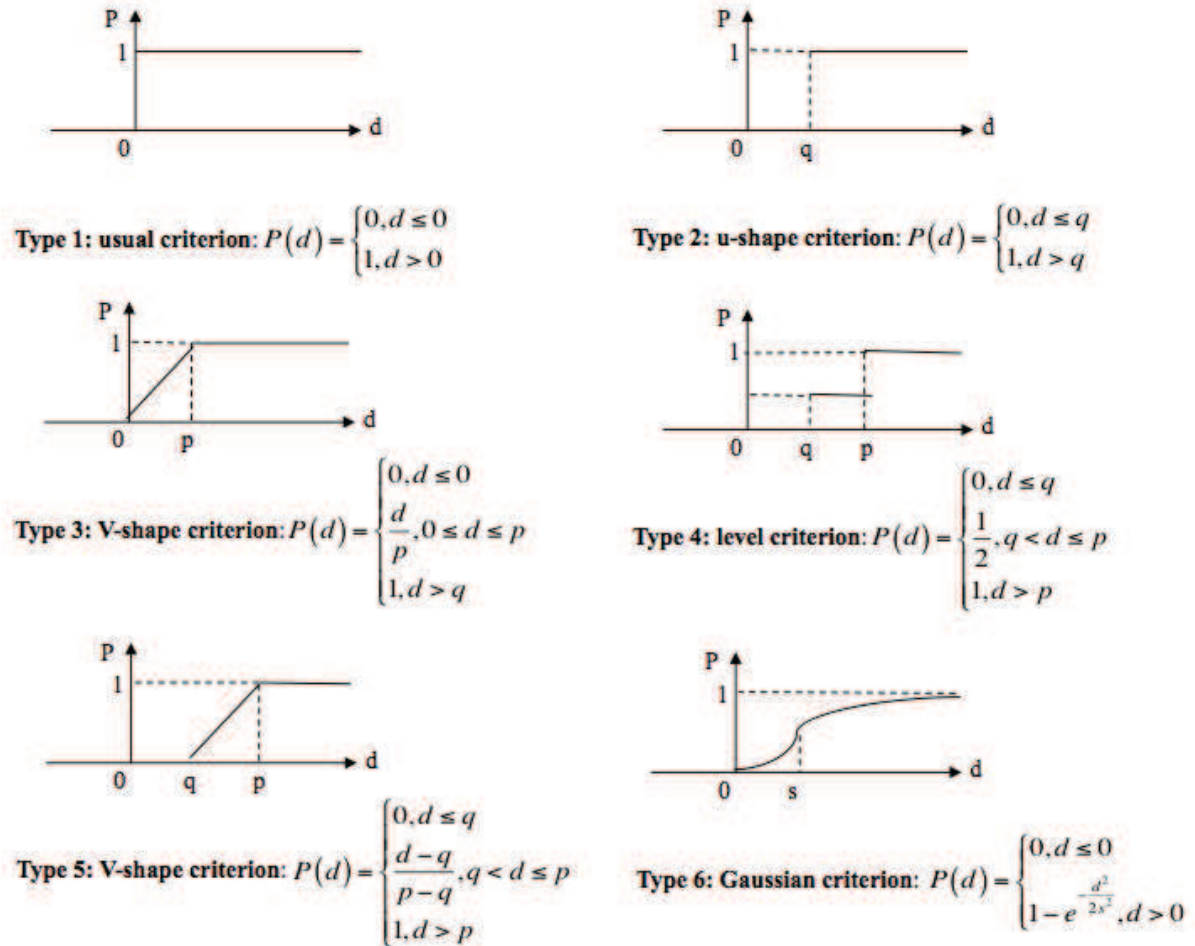 P
1
0
d
P
1
0
q
d
Type 1: usual criterion: P(d) = {0, d ≤ 0
1, d > 0
Type 2: u-shape criterion: P(d) = {0, d ≤ q
1, d > q
P
1
0
p
d
P
1
0
q
p
d
Type 3: V-shape criterion: P(d) = {0, d ≤ 0
d/p, 0 ≤ d ≤ p
1, d > q
Type 4: level criterion: P(d) = {0, d ≤ q
1/2, q < d ≤ p
1, d > p
P
1
0
q
p
d
P
1
0
s
d
Type 5: V-shape criterion: P(d) = {0, d ≤ q
d − q/p − q, q < d ≤ p
1, d > p
Type 6: Gaussian criterion: P(d) = {0, d ≤ 0
1 − e^−d²/2s², d > 0